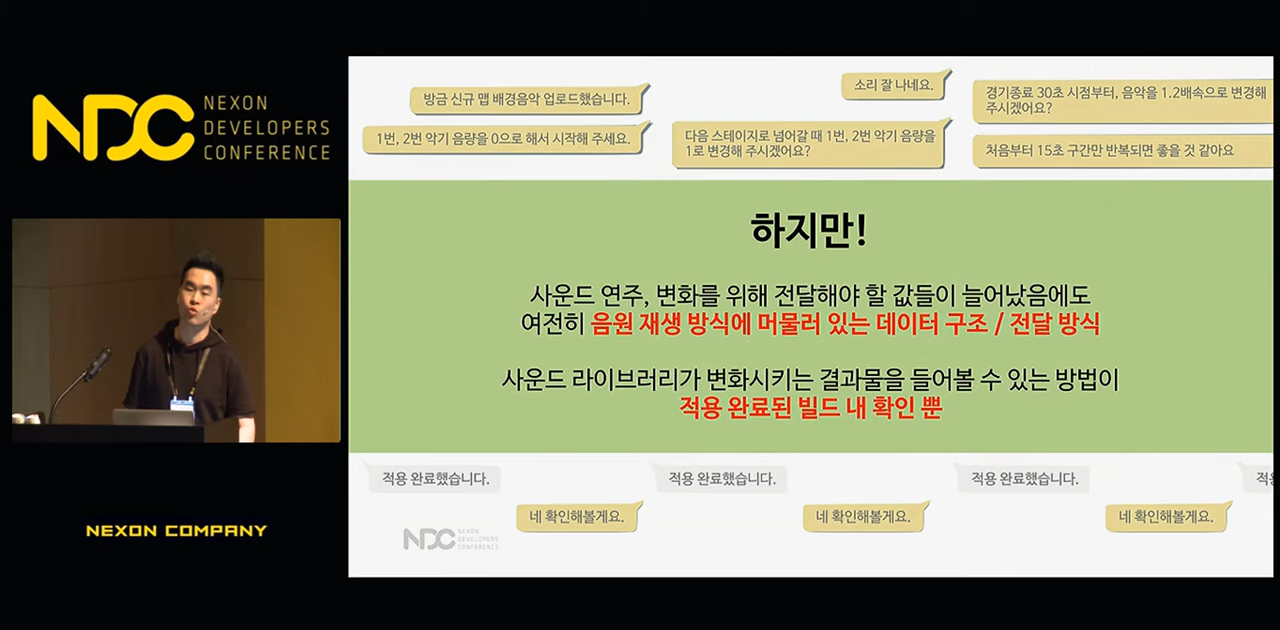 NDC
NEXON
DEVELOPERS
CONFERENCE
방금 신규 맵 배경음악 업로드했습니다.
1번, 2번 악기 음량을 0으로 해서 시작해 주세요.
소리 잘 나네요.
다음 스테이지로 넘어갈 때 1번, 2번 악기 음량을
1로 변경해 주시겠어요?
경기종료 30초 시점부터, 음악을 1.2배속으로 변경해
주시겠어요?
처음부터 15초 구간만 반복되면 좋을 것 같아요
하지만!
사운드 연주, 변화를 위해 전달해야 할 값들이 늘어났음에도
여전히 음원 재생 방식에 머물러 있는 데이터 구조 / 전달 방식
사운드 라이브러리가 변화시키는 결과물을 들어볼 수 있는 방법이
적용 완료된 빌드 내 확인 뿐
적용 완료했습니다.
적용 완료했습니다.
적용 완료했습니다.
네 확인해볼게요.
네 확인해볼게요.
네 확인해볼게요.
NDC
NEXON
DEVELOPERS
CONFERENCE
NEXON COMPANY